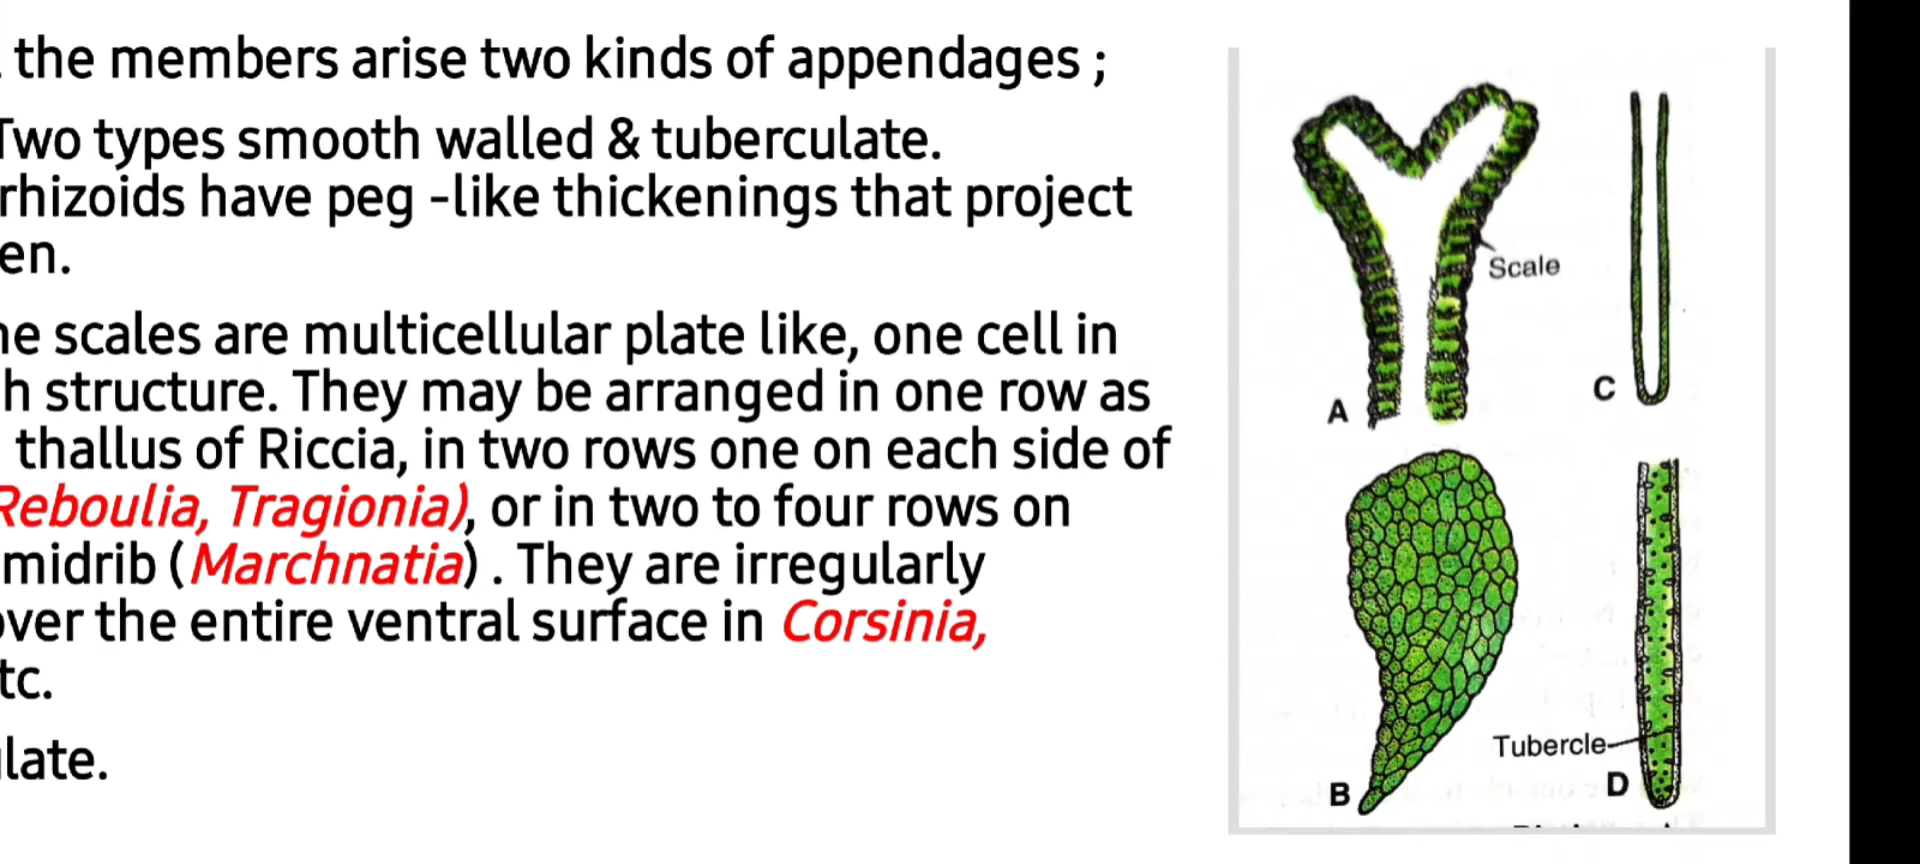 the members arise two kinds of appendages ;
Two types smooth walled & tuberculate.
rhizoids have peg -like thickenings that project
en.
he scales are multicellular plate like, one cell in
h structure. They may be arranged in one row as
thallus of Riccia, in two rows one on each side of
Reboulia, Tragionia), or in two to four rows on
midrib (Marchnatia) . They are irregularly
over the entire ventral surface in Corsinia,
tc.
late.
Scale
A
C
Tubercle
B
D